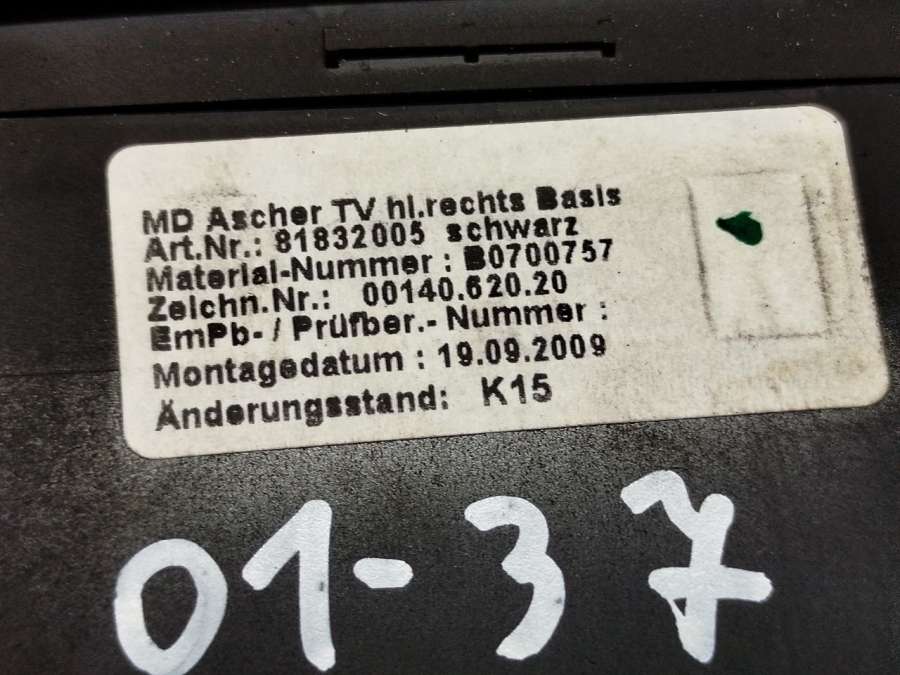 MD Ascher TV hl.rechts Basis
Art.Nr.: 81832005 schwarz
Material-Nummer : B0700757
Zeichn.Nr.: 00140.620.20
EmPb- / Prüfber.- Nummer :
Montagedatum : 19.09.2009
Änderungsstand: K15
01-37